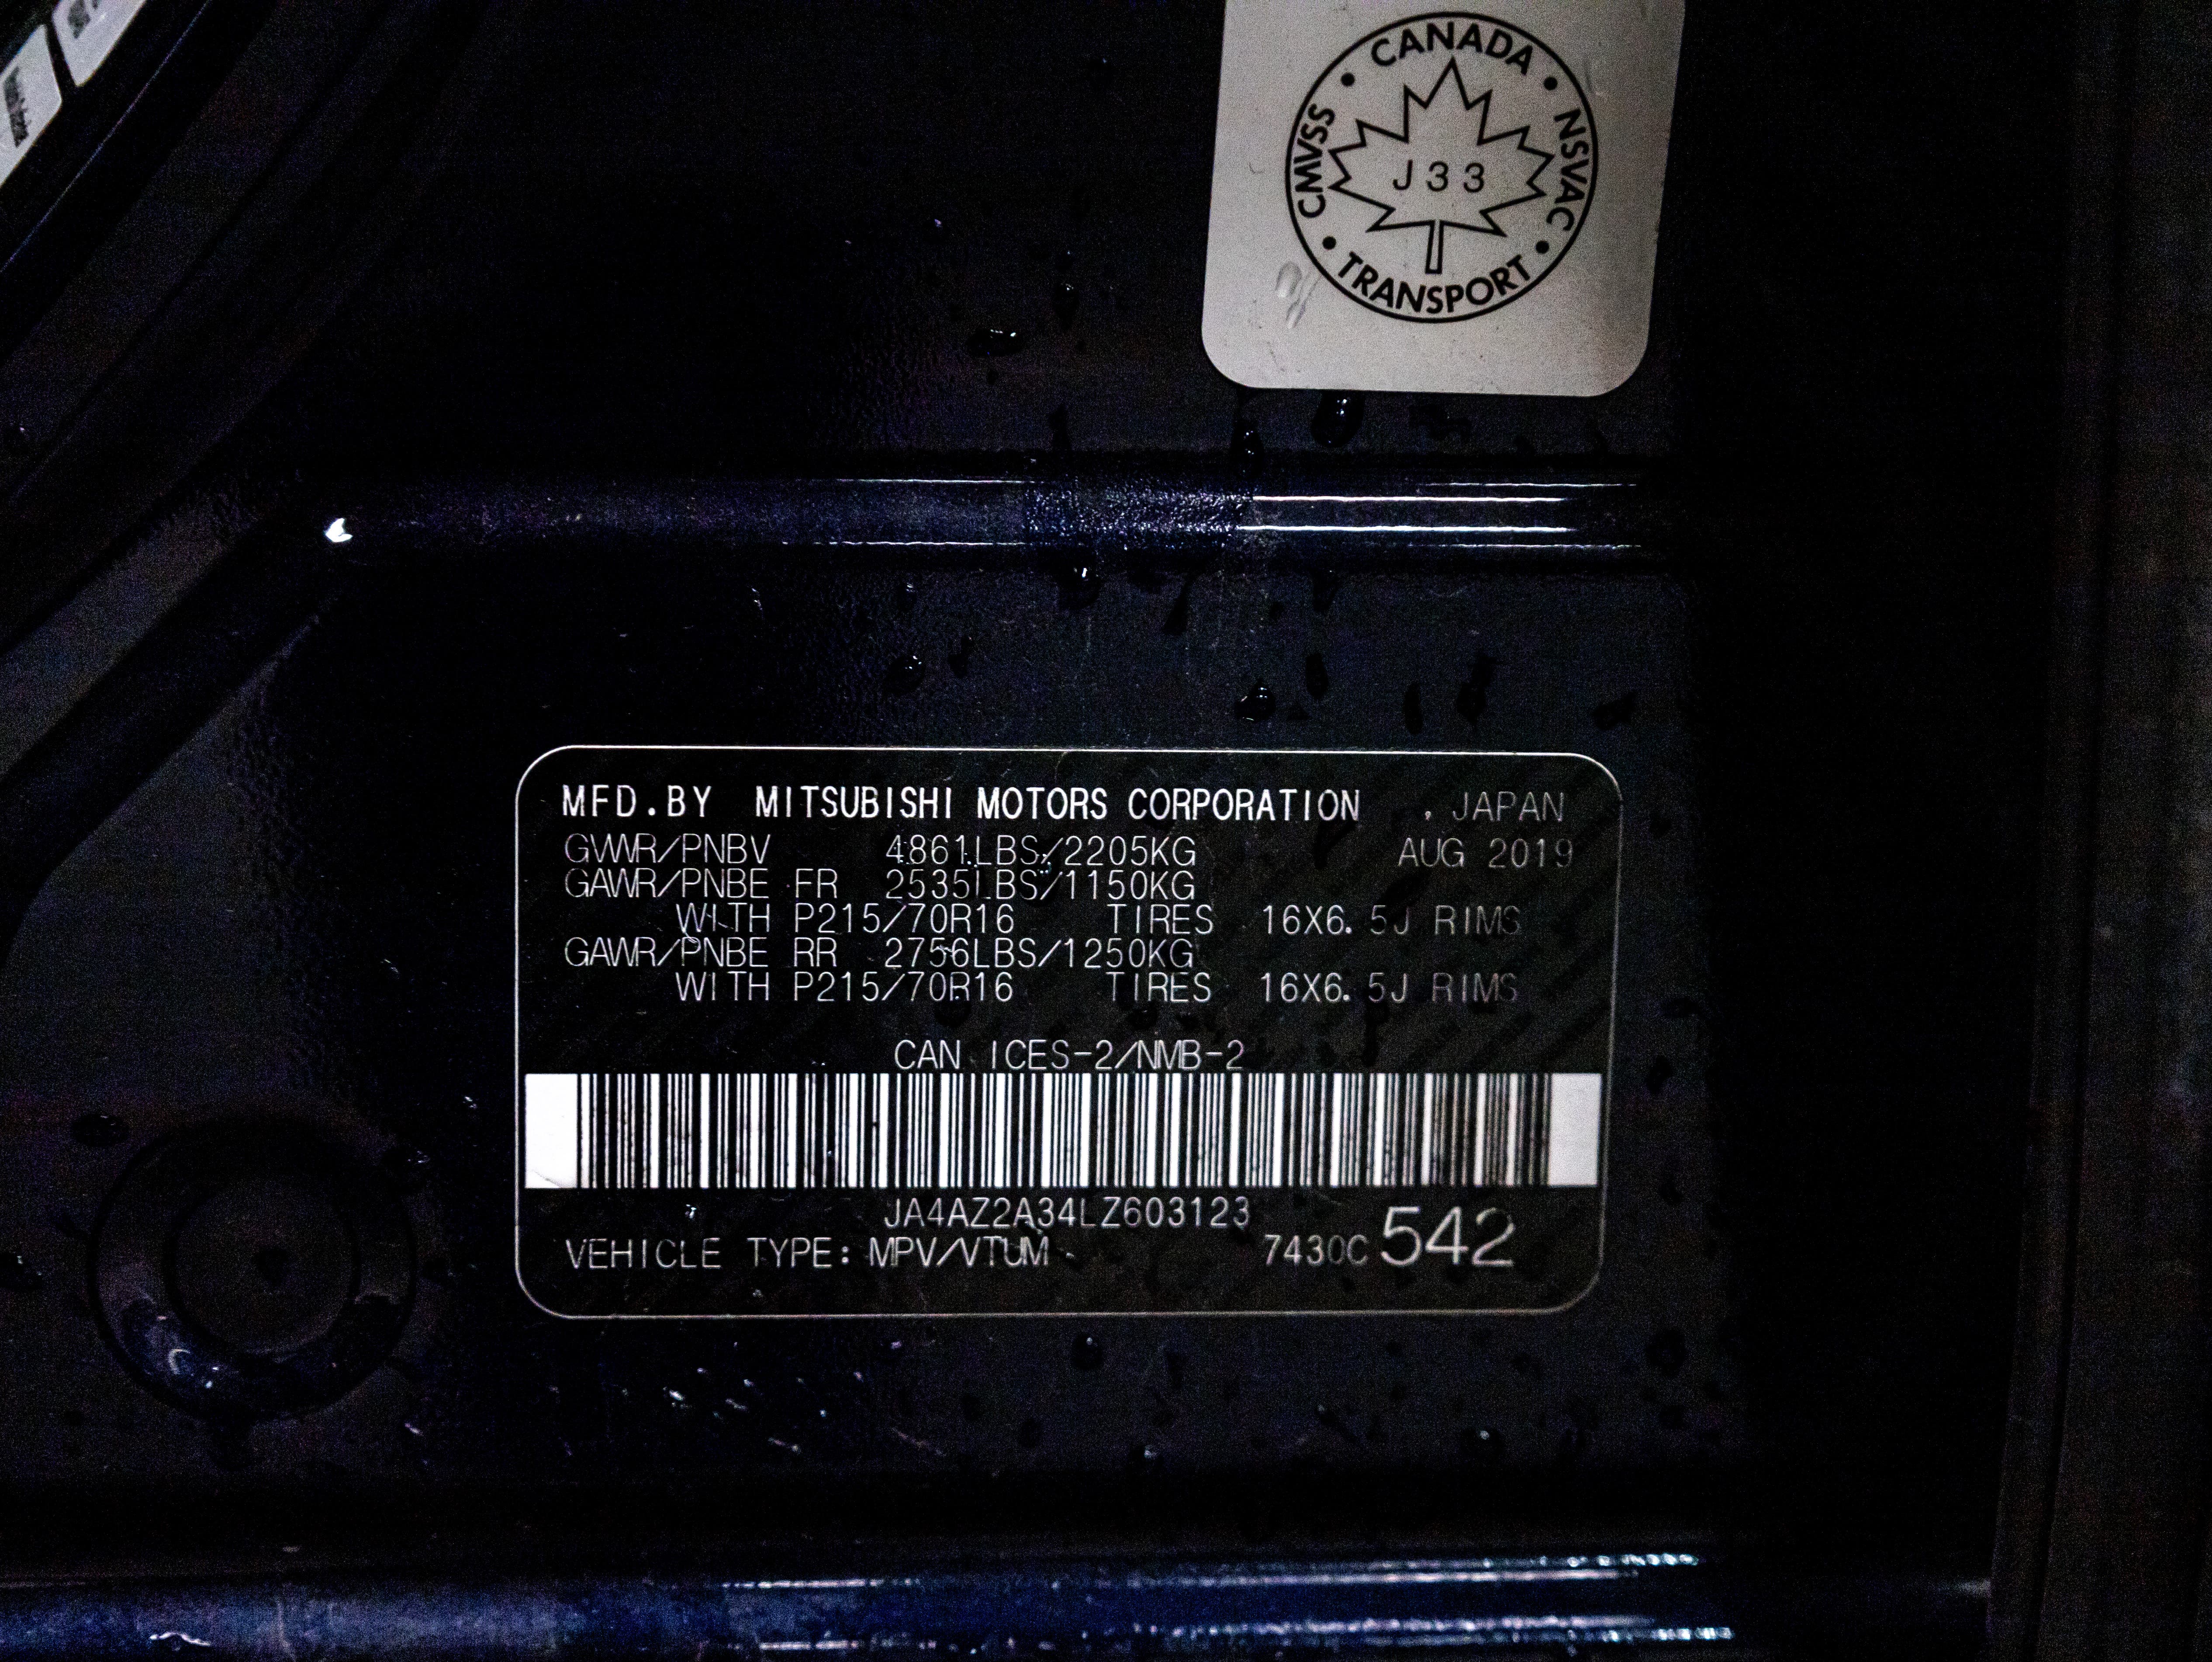 CANADA
CMVSS
NSVAC
J33
TRANSPORT
MFD.BY MITSUBISHI MOTORS CORPORATION , JAPAN
GVWR/PNBV 4861LBS/2205KG AUG 2019
GAWR/PNBE FR 2535LBS/1150KG
WITH P215/70R16 TIRES 16X6.5J RIMS
GAWR/PNBE RR 2756LBS/1250KG
WITH P215/70R16 TIRES 16X6.5J RIMS
CAN ICES-2/NMB-2
JA4AZ2A34LZ603123
VEHICLE TYPE: MPV/VTUM 7430C 542